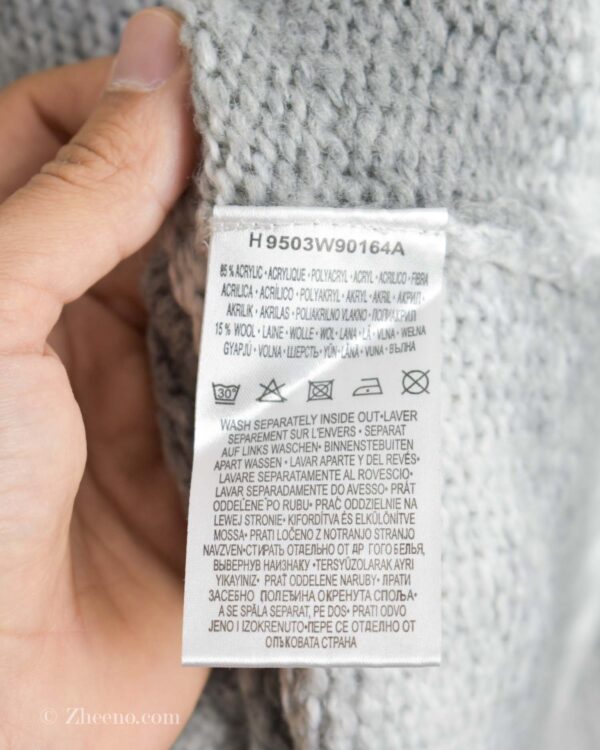 H9503W90164A
85% ACRYLIC • ACRYLIQUE • POLYACRYL • ACRYL • ACRILICO • FIBRA
ACRILICA • ACRÍLICO • POLYAKRYL • AKRYL • AKRIL • АКРИЛ •
AKRILIK • AKRILAS • POLIAKRILNO VLAKNO • ПОЛИАКРИЛ
15% WOOL • LAINE • WOLLE • WOL • LANA • LÃ • VLNA • WEŁNA
GYAPJÚ • VOLNA • ШЕРСТЬ • YÜN • LÂNA • VUNA • ВЪЛНА
30°
WASH SEPARATELY INSIDE OUT•LAVER
SEPAREMENT SUR L'ENVERS • SEPARAT
AUF LINKS WASCHEN• BINNENSTEBUITEN
APART WASSEN • LAVAR APARTE Y DEL REVÉS•
LAVARE SEPARATAMENTE AL ROVESCIO•
LAVAR SEPARADAMENTE DO AVESSO• PRÁT
ODDELENE PO RUBU• PRAĆ ODDZIELNIE NA
LEWEJ STRONIE• KIFORDÍTVA ÉS ELKÜLÖNÍTVE
MOSSA• PRATI LOČENO Z NOTRANJO STRANJO
NAVZVEN•СТИРАТЬ ОТДЕЛЬНО ОТ ДР ГОГО БЕЛЬЯ,
ВЫВЕРНУВ НАИЗНАКУ •TERSYÜZOLARAK AYRI
YIKAYINIZ• PRAŤ ODDELENE NARUBY• ПРАТИ
ЗАСЕБНО ПОЛЕЂИНА ОКРЕНУТА СПОЉА•
A SE SPĂLA SEPARAT, PE DOS• PRATI ODVO
JENO I IZOKRENUTO•ПЕРЕ СЕ ОТДЕЛНО ОТ
ОПЪКОВАТА СТРАНА
© Zheeno.com